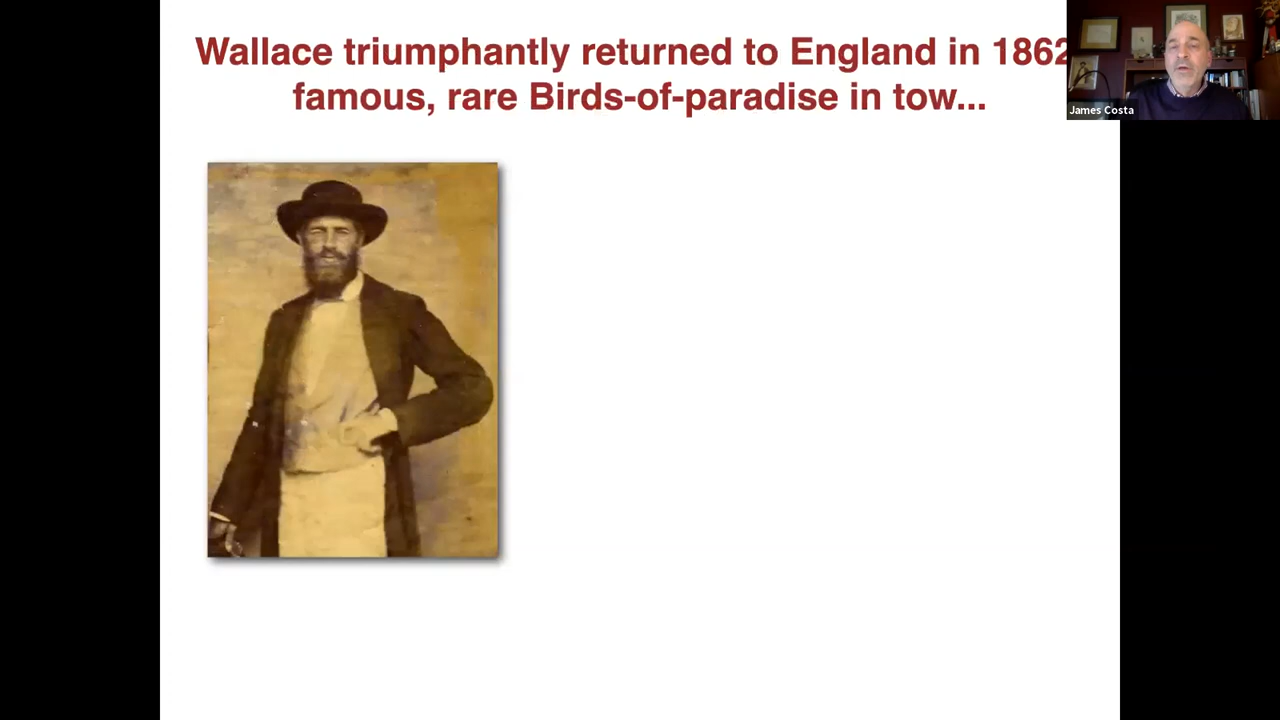 Wallace triumphantly returned to England in 1862
famous, rare Birds-of-paradise in tow...
James Costa